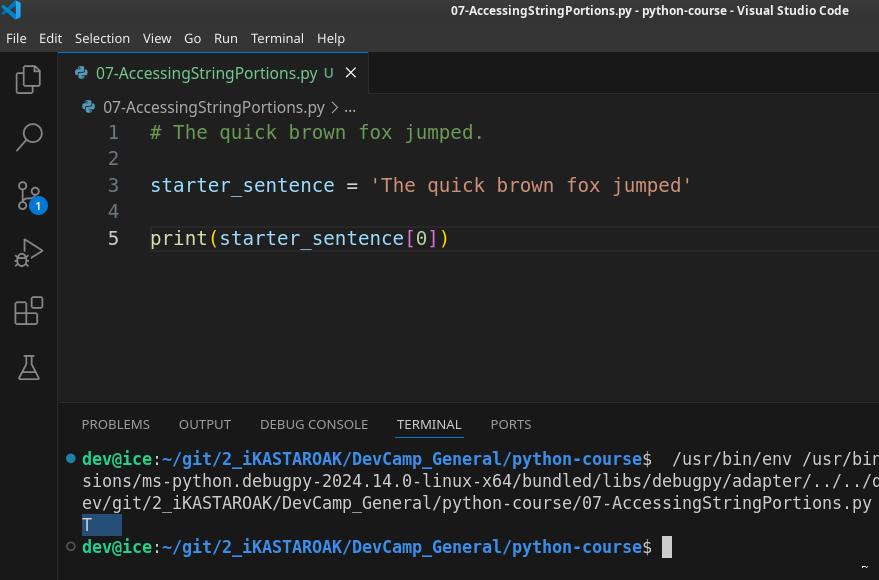 07-AccessingStringPortions.py - python-course - Visual Studio Code
File Edit Selection View Go Run Terminal Help
07-AccessingStringPortions.py U
07-AccessingStringPortions.py > ...
1 # The quick brown fox jumped.
2
3 starter_sentence = 'The quick brown fox jumped'
4
5 print(starter_sentence[0])
1
PROBLEMS OUTPUT DEBUG CONSOLE TERMINAL PORTS
dev@ice:~/git/2_iKASTAROAK/DevCamp_General/python-course$ /usr/bin/env /usr/bin
sions/ms-python.debugpy-2024.14.0-linux-x64/bundled/libs/debugpy/adapter/../../d
ev/git/2_iKASTAROAK/DevCamp_General/python-course/07-AccessingStringPortions.py
T
dev@ice:~/git/2_iKASTAROAK/DevCamp_General/python-course$
~